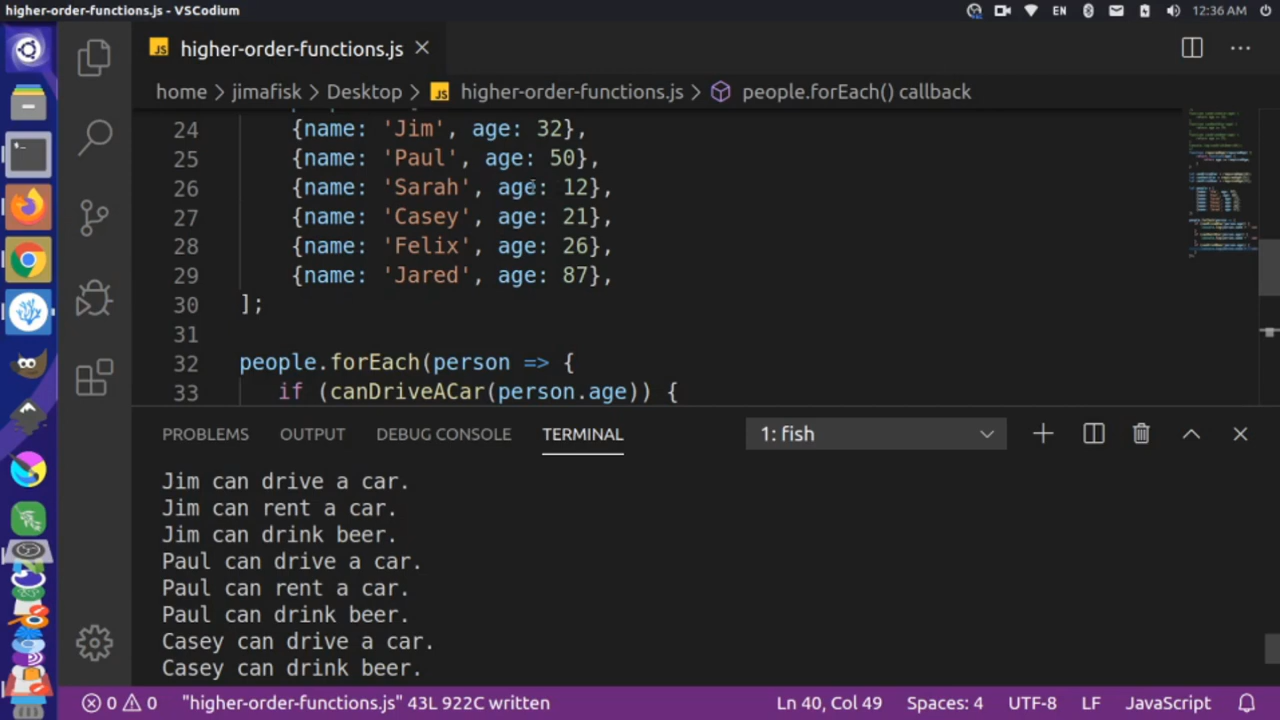 higher-order-functions.js - VSCodium
EN
12:36 AM
JS higher-order-functions.js
home > jimafisk > Desktop > JS higher-order-functions.js > people.forEach() callback
24 {name: 'Jim', age: 32},
25 {name: 'Paul', age: 50},
26 {name: 'Sarah', age: 12},
27 {name: 'Casey', age: 21},
28 {name: 'Felix', age: 26},
29 {name: 'Jared', age: 87},
30 ];
31
32 people.forEach(person => {
33 if (canDriveACar(person.age)) {
PROBLEMS OUTPUT DEBUG CONSOLE TERMINAL 1: fish
Jim can drive a car.
Jim can rent a car.
Jim can drink beer.
Paul can drive a car.
Paul can rent a car.
Paul can drink beer.
Casey can drive a car.
Casey can drink beer.
0 0 "higher-order-functions.js" 43L 922C written Ln 40, Col 49 Spaces: 4 UTF-8 LF JavaScript